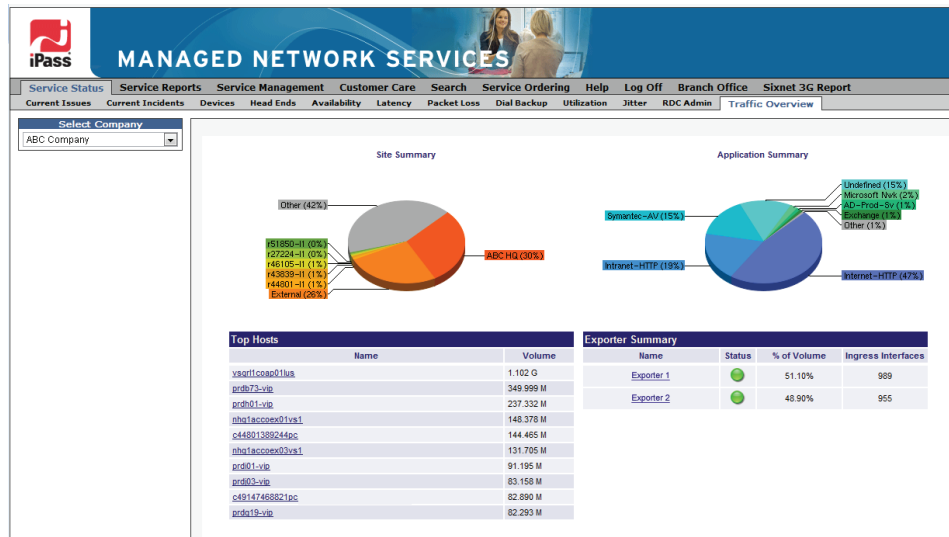 iPass
MANAGED NETWORK SERVICES
Service Status Service Reports Service Management Customer Care Search Service Ordering Help Log Off Branch Office Sixnet 3G Report
Current Issues Current Incidents Devices Head Ends Availability Latency Packet Loss Dial Backup Utilization Jitter RDC Admin Traffic Overview
Select Company
ABC Company
Site Summary
Other (42%)
r51850-I1 (0%)
r27224-I1 (0%)
r46105-I1 (1%)
r43839-I1 (1%)
r44801-I1 (1%)
External (26%)
ABC HQ (30%)
Application Summary
Symantec-AV (15%)
Intranet-HTTP (19%)
Undefined (15%)
Microsoft Nwk (2%)
AD-Prod-Sv (1%)
Exchange (1%)
Other (1%)
Internet-HTTP (47%)
Top Hosts
Name Volume
vsqrl1coap01lus 1.102 G
prdb73-vip 349.999 M
prdh01-vip 237.332 M
nhq1accoex01vs1 148.378 M
c44801389244pc 144.465 M
nhq1accoex03vs1 131.705 M
prdi01-vip 91.195 M
prdi03-vip 83.158 M
c49147468821pc 82.890 M
prdq19-vip 82.293 M
Exporter Summary
Name Status % of Volume Ingress Interfaces
Exporter 1 51.10% 989
Exporter 2 48.90% 955